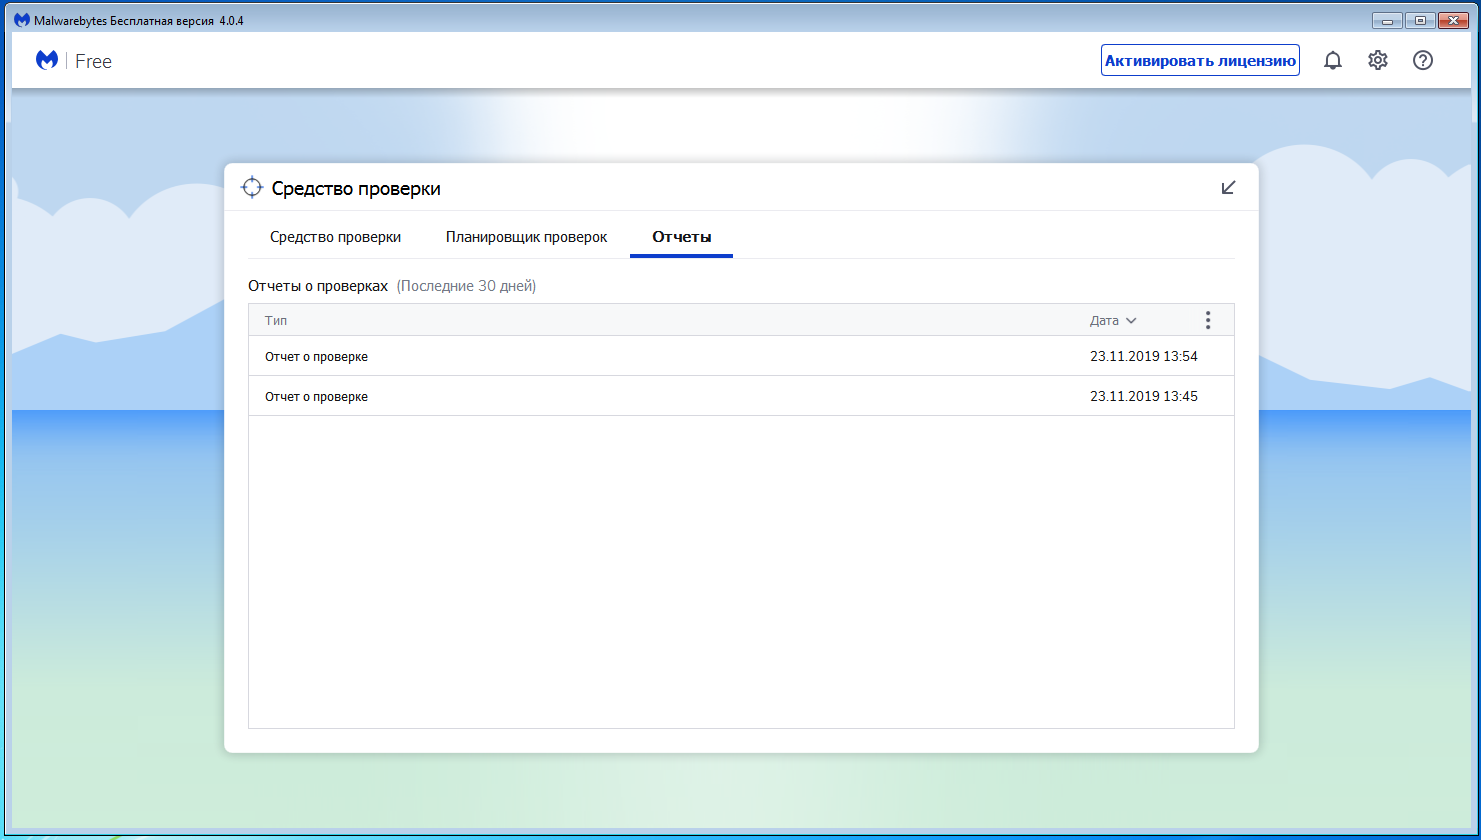 Malwarebytes Бесплатная версия 4.0.4
Free
Активировать лицензию
Средство проверки
Средство проверки Планировщик проверок Отчеты
Отчеты о проверках (Последние 30 дней)
Тип Дата
Отчет о проверке 23.11.2019 13:54
Отчет о проверке 23.11.2019 13:45